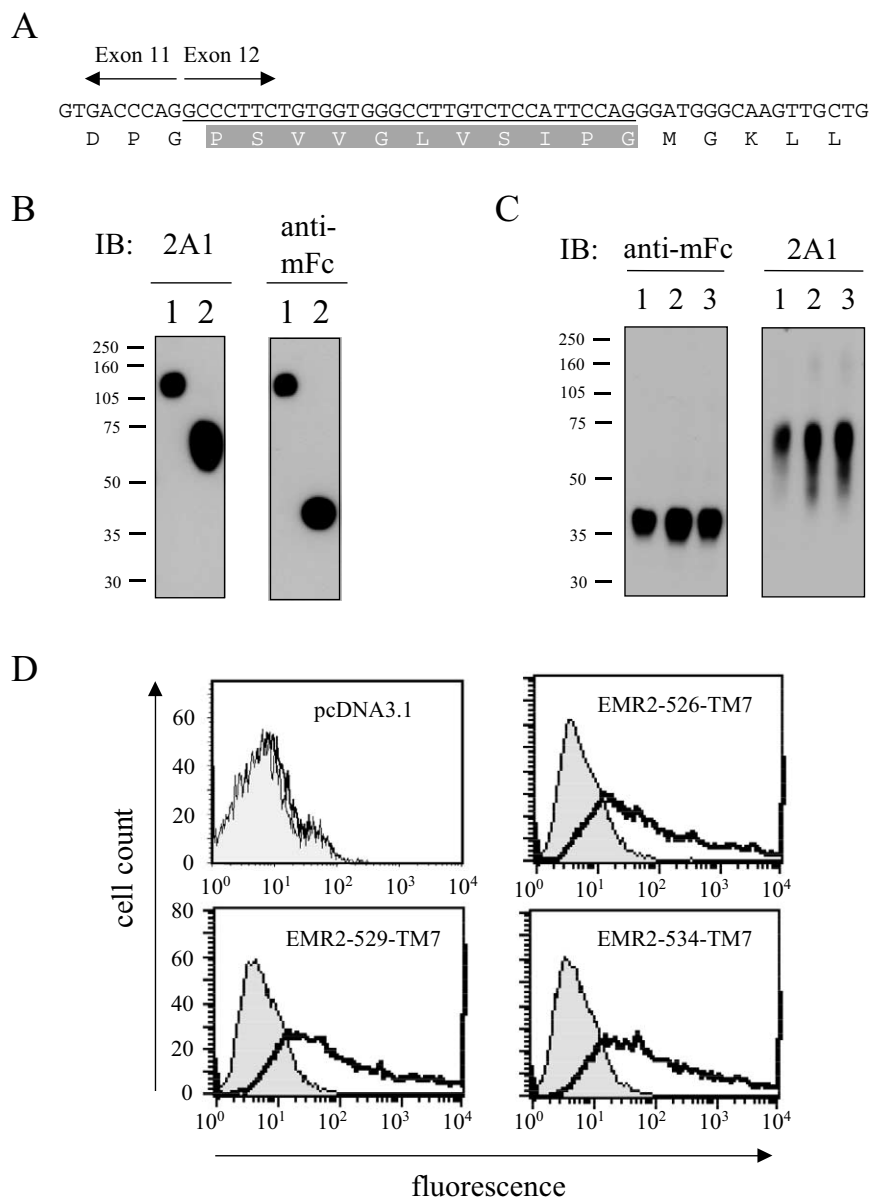 A
Exon 11 Exon 12
GTGACCCAGGCCCTTCTGTGGTGGGCCTTGTCTCCATTCCAGGGATGGGCAAGTTGCTG
D P G P S V V G L V S I P G M G K L L
B
IB: 2A1 anti-mFc
1 2 1 2
250
160
105
75
50
35
30
C
IB: anti-mFc 2A1
1 2 3 1 2 3
250
160
105
75
50
35
30
D
cell count
pcDNA3.1
60
40
20
0
10⁰ 10¹ 10² 10³ 10⁴
EMR2-526-TM7
10⁰ 10¹ 10² 10³ 10⁴
EMR2-529-TM7
80
60
40
20
0
10⁰ 10¹ 10² 10³ 10⁴
EMR2-534-TM7
10⁰ 10¹ 10² 10³ 10⁴
fluorescence